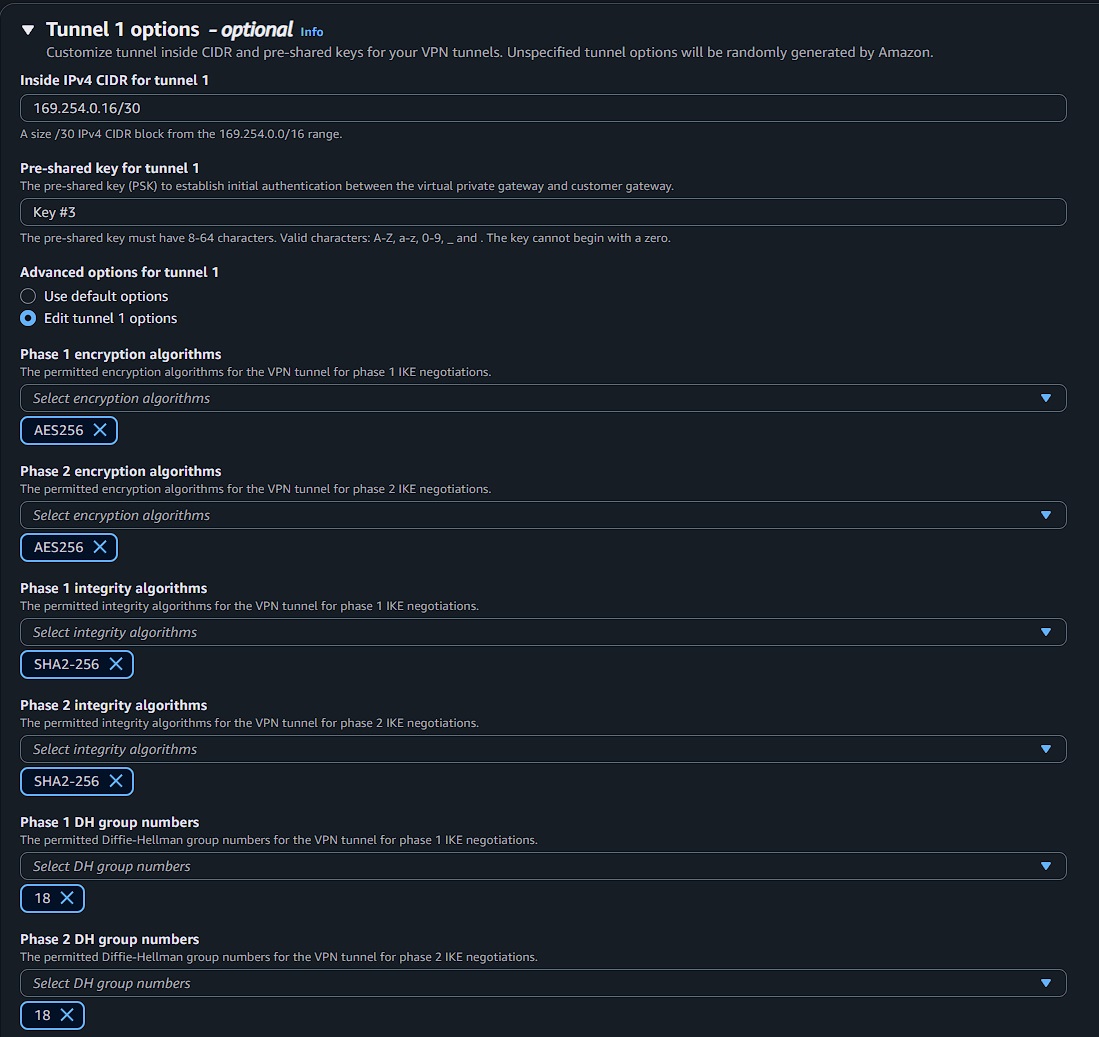 Tunnel 1 options - optional Info
Customize tunnel inside CIDR and pre-shared keys for your VPN tunnels. Unspecified tunnel options will be randomly generated by Amazon.
Inside IPv4 CIDR for tunnel 1
169.254.0.16/30
A size /30 IPv4 CIDR block from the 169.254.0.0/16 range.
Pre-shared key for tunnel 1
The pre-shared key (PSK) to establish initial authentication between the virtual private gateway and customer gateway.
Key #3
The pre-shared key must have 8-64 characters. Valid characters: A-Z, a-z, 0-9, _ and . The key cannot begin with a zero.
Advanced options for tunnel 1
Use default options
Edit tunnel 1 options
Phase 1 encryption algorithms
The permitted encryption algorithms for the VPN tunnel for phase 1 IKE negotiations.
Select encryption algorithms
AES256
Phase 2 encryption algorithms
The permitted encryption algorithms for the VPN tunnel for phase 2 IKE negotiations.
Select encryption algorithms
AES256
Phase 1 integrity algorithms
The permitted integrity algorithms for the VPN tunnel for phase 1 IKE negotiations.
Select integrity algorithms
SHA2-256
Phase 2 integrity algorithms
The permitted integrity algorithms for the VPN tunnel for phase 2 IKE negotiations.
Select integrity algorithms
SHA2-256
Phase 1 DH group numbers
The permitted Diffie-Hellman group numbers for the VPN tunnel for phase 1 IKE negotiations.
Select DH group numbers
18
Phase 2 DH group numbers
The permitted Diffie-Hellman group numbers for the VPN tunnel for phase 2 IKE negotiations.
Select DH group numbers
18